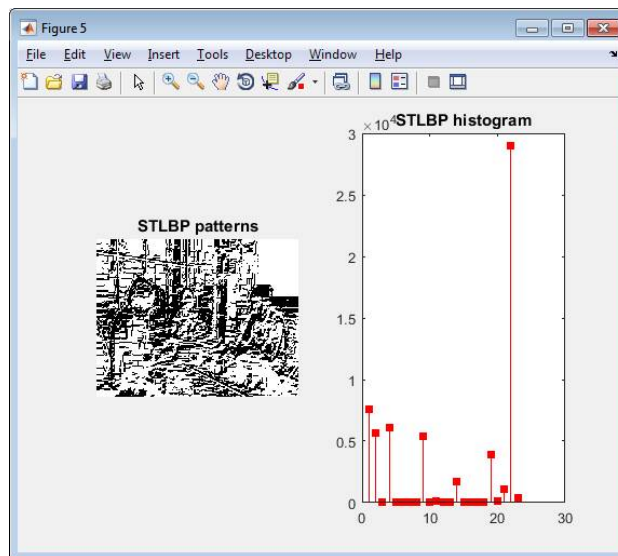 Figure 5
File Edit View Insert Tools Desktop Window Help
STLBP patterns
×10⁴ STLBP histogram
3
2.5
2
1.5
1
0.5
0
0 10 20 30